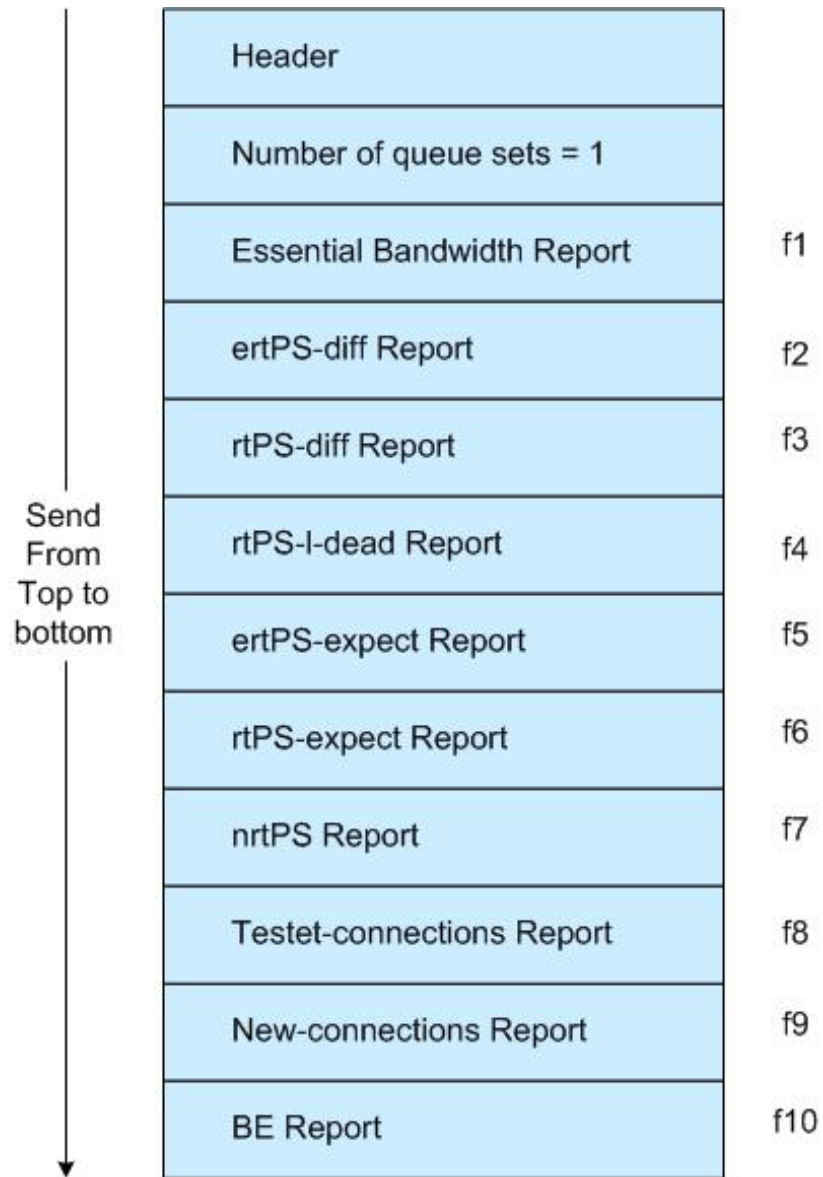 Header
Number of queue sets = 1
Essential Bandwidth Report f1
ertPS-diff Report f2
rtPS-diff Report f3
Send
From
Top to
bottom
rtPS-l-dead Report f4
ertPS-expect Report f5
rtPS-expect Report f6
nrtPS Report f7
Testet-connections Report f8
New-connections Report f9
BE Report f10